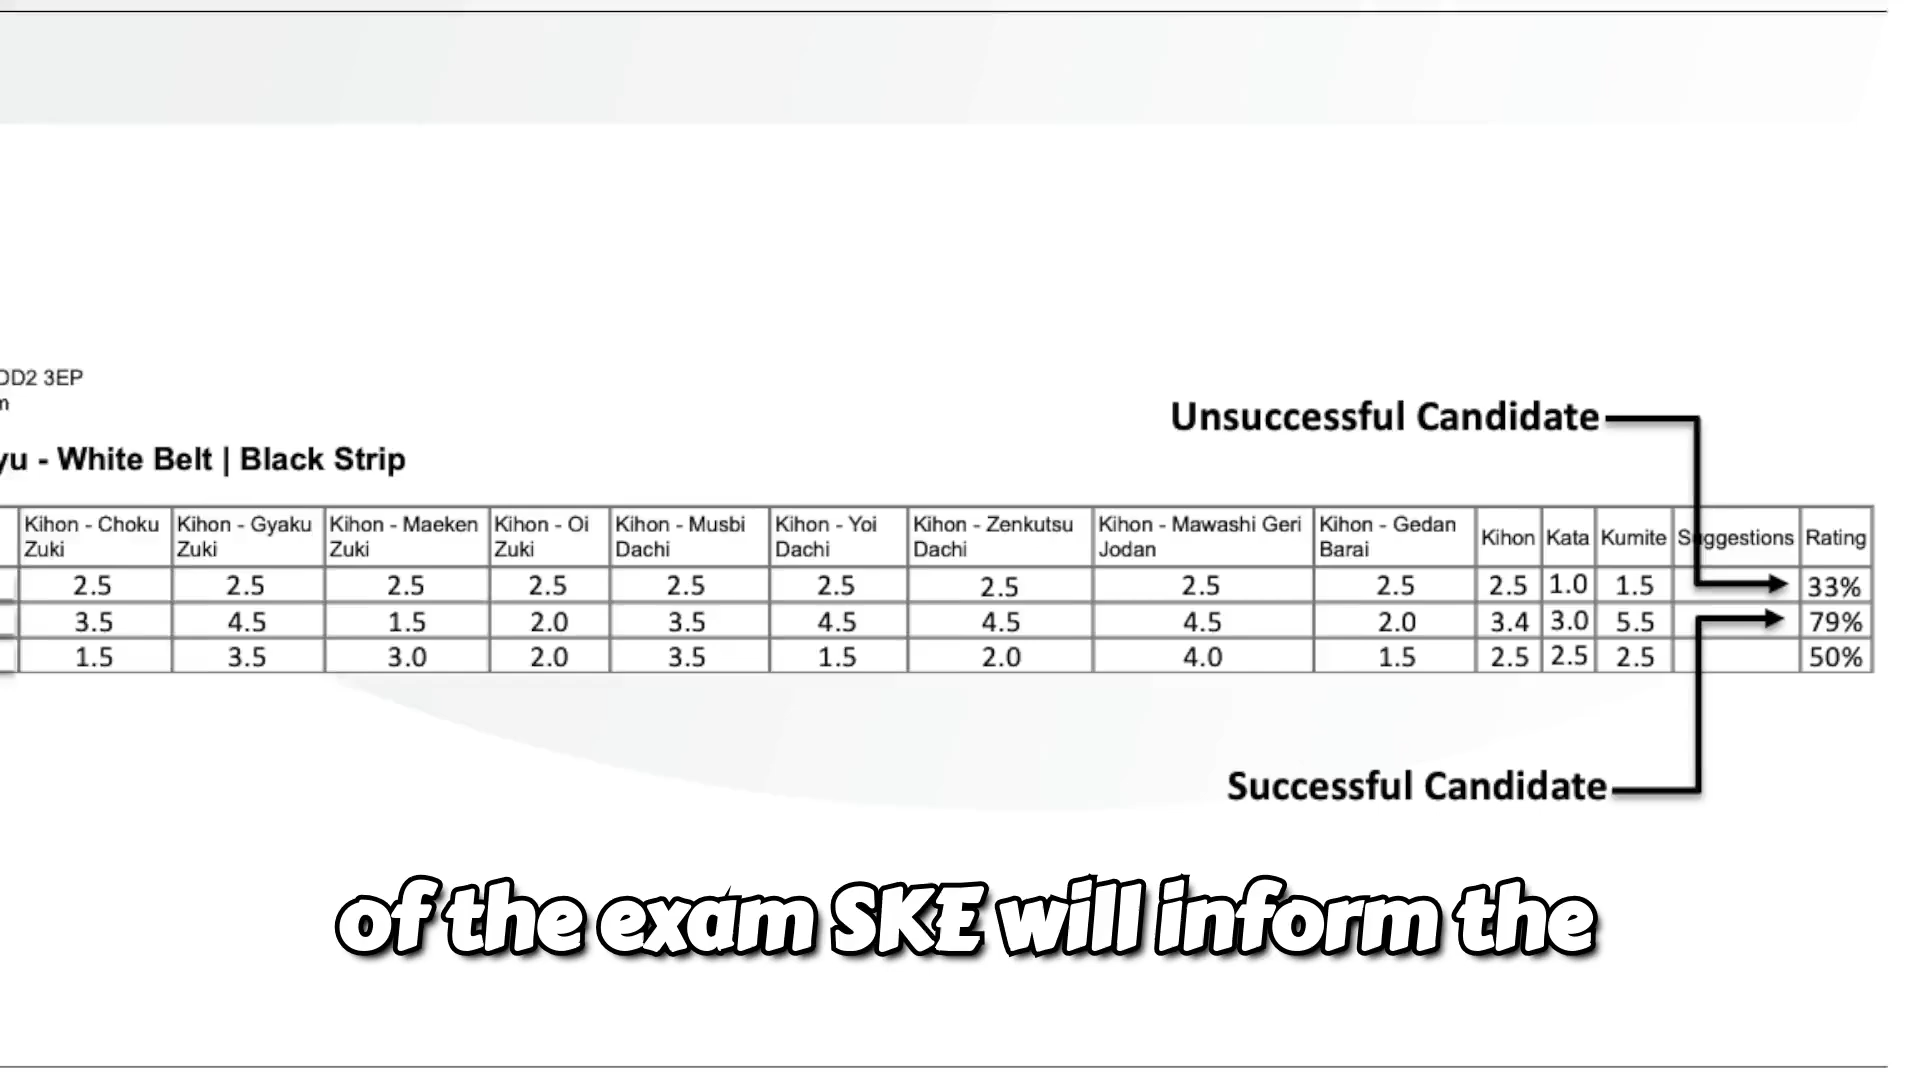 DD2 3EP
m
yu - White Belt | Black Strip
Unsuccessful Candidate
Kihon - Choku Zuki Kihon - Gyaku Zuki Kihon - Maeken Zuki Kihon - Oi Zuki Kihon - Musbi Dachi Kihon - Yoi Dachi Kihon - Zenkutsu Dachi Kihon - Mawashi Geri Jodan Kihon - Gedan Barai Kihon Kata Kumite Suggestions Rating
2.5 2.5 2.5 2.5 2.5 2.5 2.5 2.5 2.5 2.5 1.0 1.5 33%
3.5 4.5 1.5 2.0 3.5 4.5 4.5 4.5 2.0 3.4 3.0 5.5 79%
1.5 3.5 3.0 2.0 3.5 1.5 2.0 4.0 1.5 2.5 2.5 2.5 50%
Successful Candidate
of the exam SKE will inform the